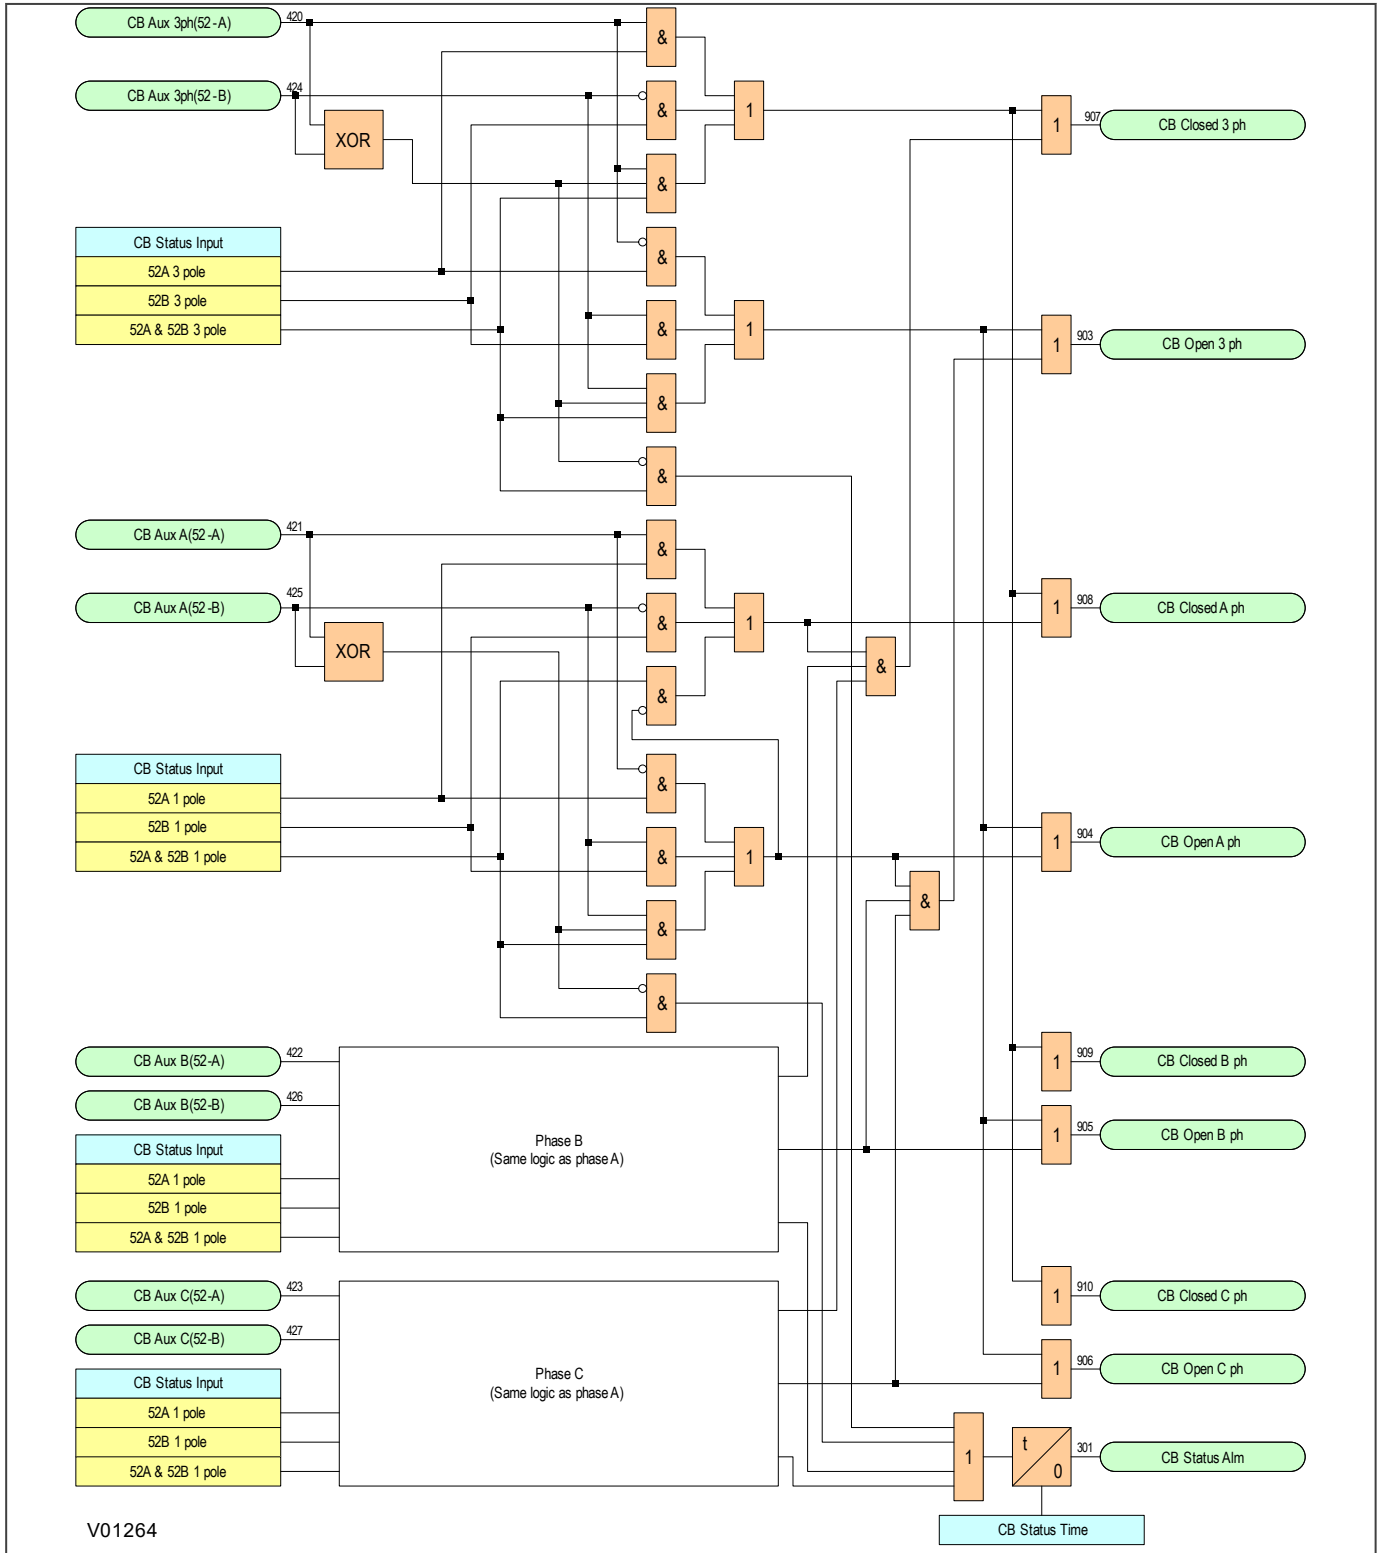 CB Aux 3ph(52-A)
420
&
CB Aux 3ph(52-B)
424
&
1
1
907
CB Closed 3 ph
XOR
&
CB Status Input
&
52A 3 pole
52B 3 pole
52A & 52B 3 pole
&
1
1
903
CB Open 3 ph
&
&
CB Aux A(52-A)
421
&
CB Aux A(52-B)
425
&
1
1
908
CB Closed A ph
XOR
&
&
CB Status Input
&
52A 1 pole
52B 1 pole
52A & 52B 1 pole
&
1
1
904
CB Open A ph
&
&
&
CB Aux B(52-A)
422
1
909
CB Closed B ph
CB Aux B(52-B)
426
CB Status Input
52A 1 pole
52B 1 pole
52A & 52B 1 pole
Phase B
(Same logic as phase A)
1
905
CB Open B ph
CB Aux C(52-A)
423
1
910
CB Closed C ph
CB Aux C(52-B)
427
CB Status Input
52A 1 pole
52B 1 pole
52A & 52B 1 pole
Phase C
(Same logic as phase A)
1
906
CB Open C ph
1
t
0
301
CB Status Alm
CB Status Time
V01264